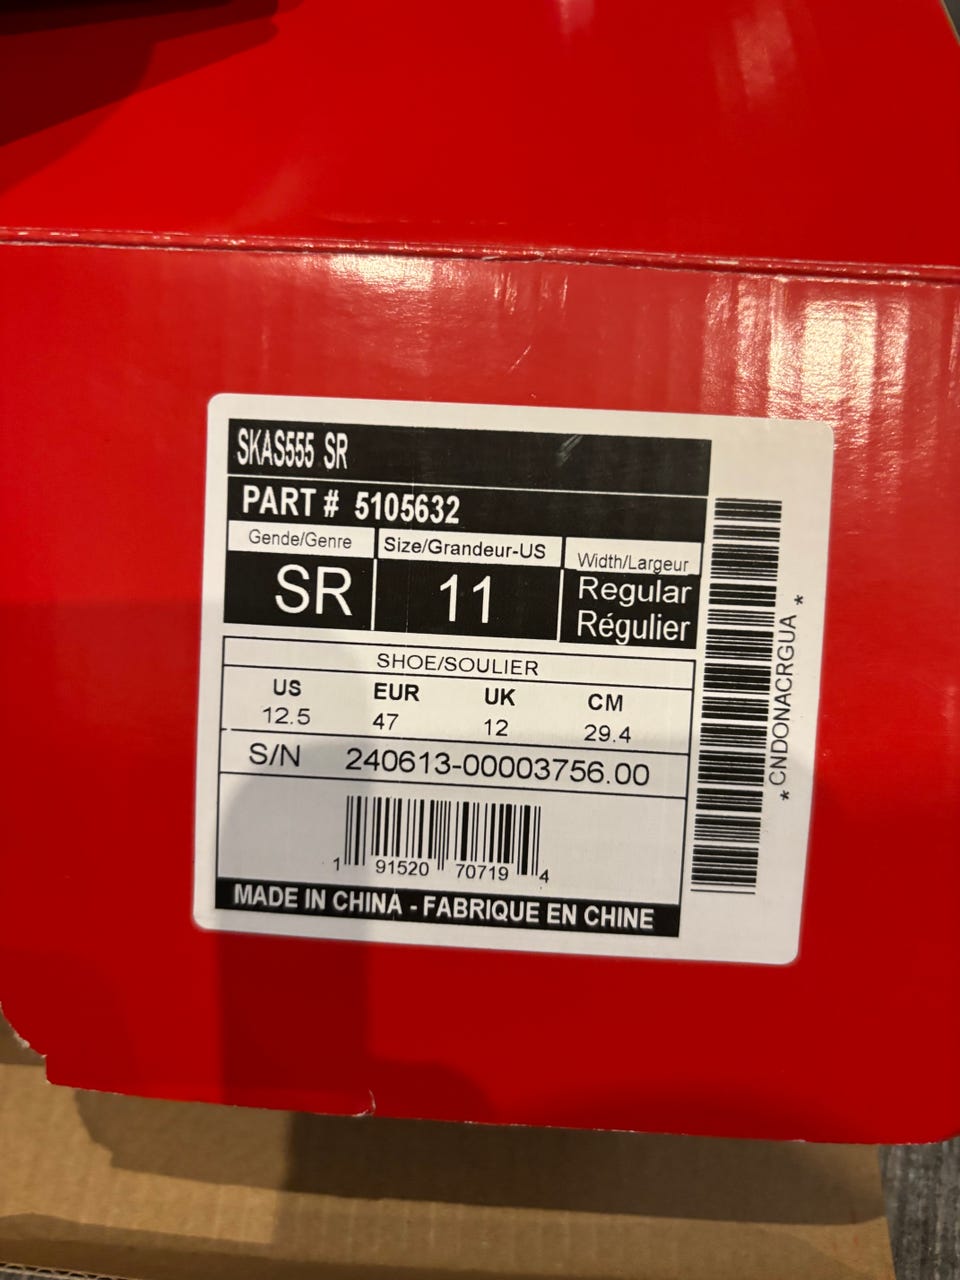 SKAS555 SR
PART # 5105632
Gende/Genre Size/Grandeur-US Width/Largeur
SR 11 Regular
Régulier
SHOE/SOULIER
US EUR UK CM
12.5 47 12 29.4
S/N 240613-00003756.00
1 91520 70719 4
MADE IN CHINA - FABRIQUE EN CHINE
*CNDONACRGUA*